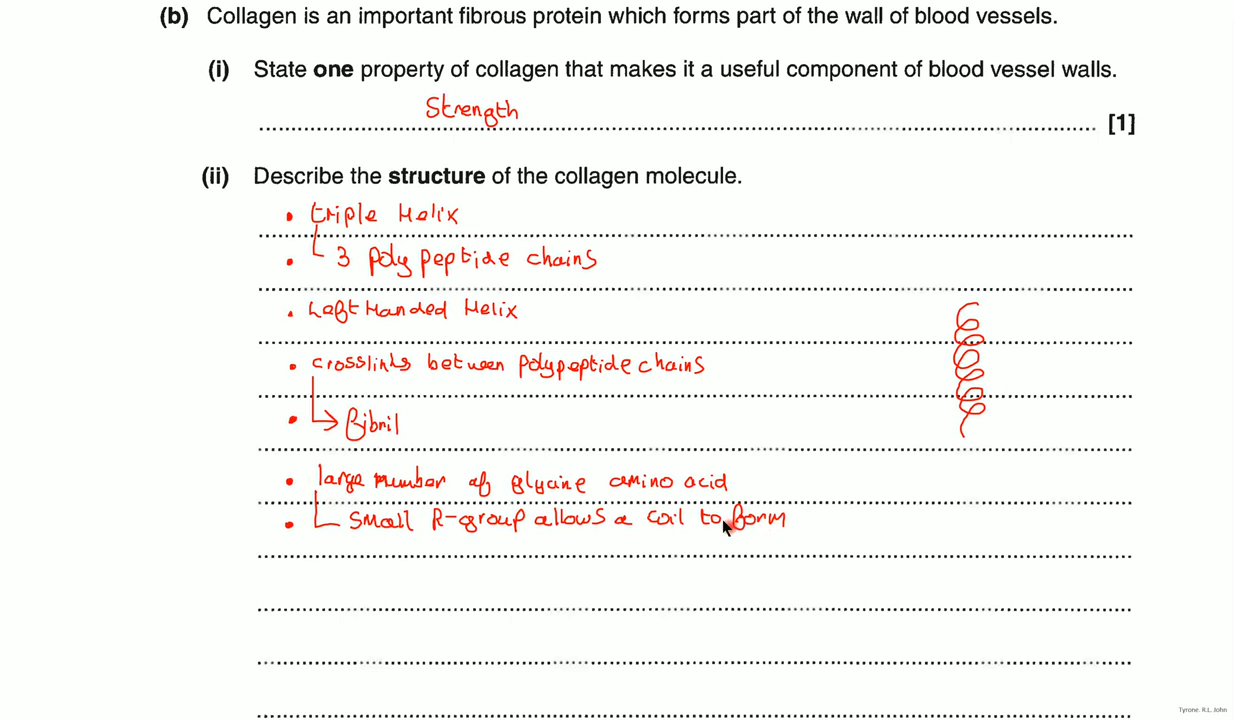 (b) Collagen is an important fibrous protein which forms part of the wall of blood vessels.
(i) State one property of collagen that makes it a useful component of blood vessel walls.
Strength
[1]
(ii) Describe the structure of the collagen molecule.
• triple Helix
• 3 polypeptide chains
• Left Handed Helix
• crosslinks between polypeptide chains
• fibril
• large number of glycine amino acid
• small R-group allows a coil to form
Tyrone. R.L. John